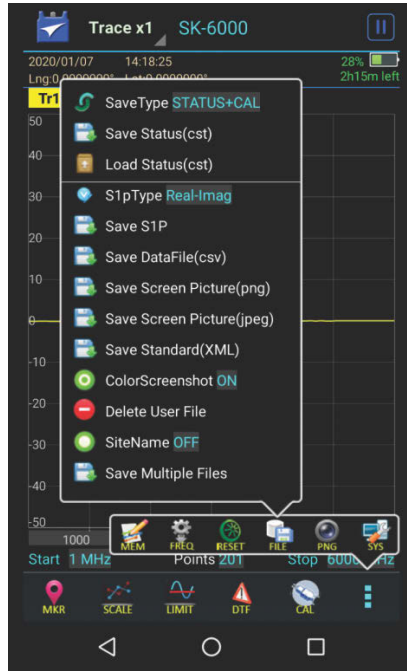 Trace x1 SK-6000
2020/01/07 14:18:25 28%
Lng:0.0000000° Lat:0.0000000° 2h15m left
Tr1
SaveType STATUS+CAL
Save Status(cst)
Load Status(cst)
S1pType Real-Imag
Save S1P
Save DataFile(csv)
Save Screen Picture(png)
Save Screen Picture(jpeg)
Save Standard(XML)
ColorScreenshot ON
Delete User File
SiteName OFF
Save Multiple Files
50
40
30
20
10
0
-10
-20
-30
-40
-50
1000
MEM FREQ RESET FILE PNG SYS
Start 1 MHz Points 201 Stop 6000 MHz
MKR SCALE LIMIT DTF CAL